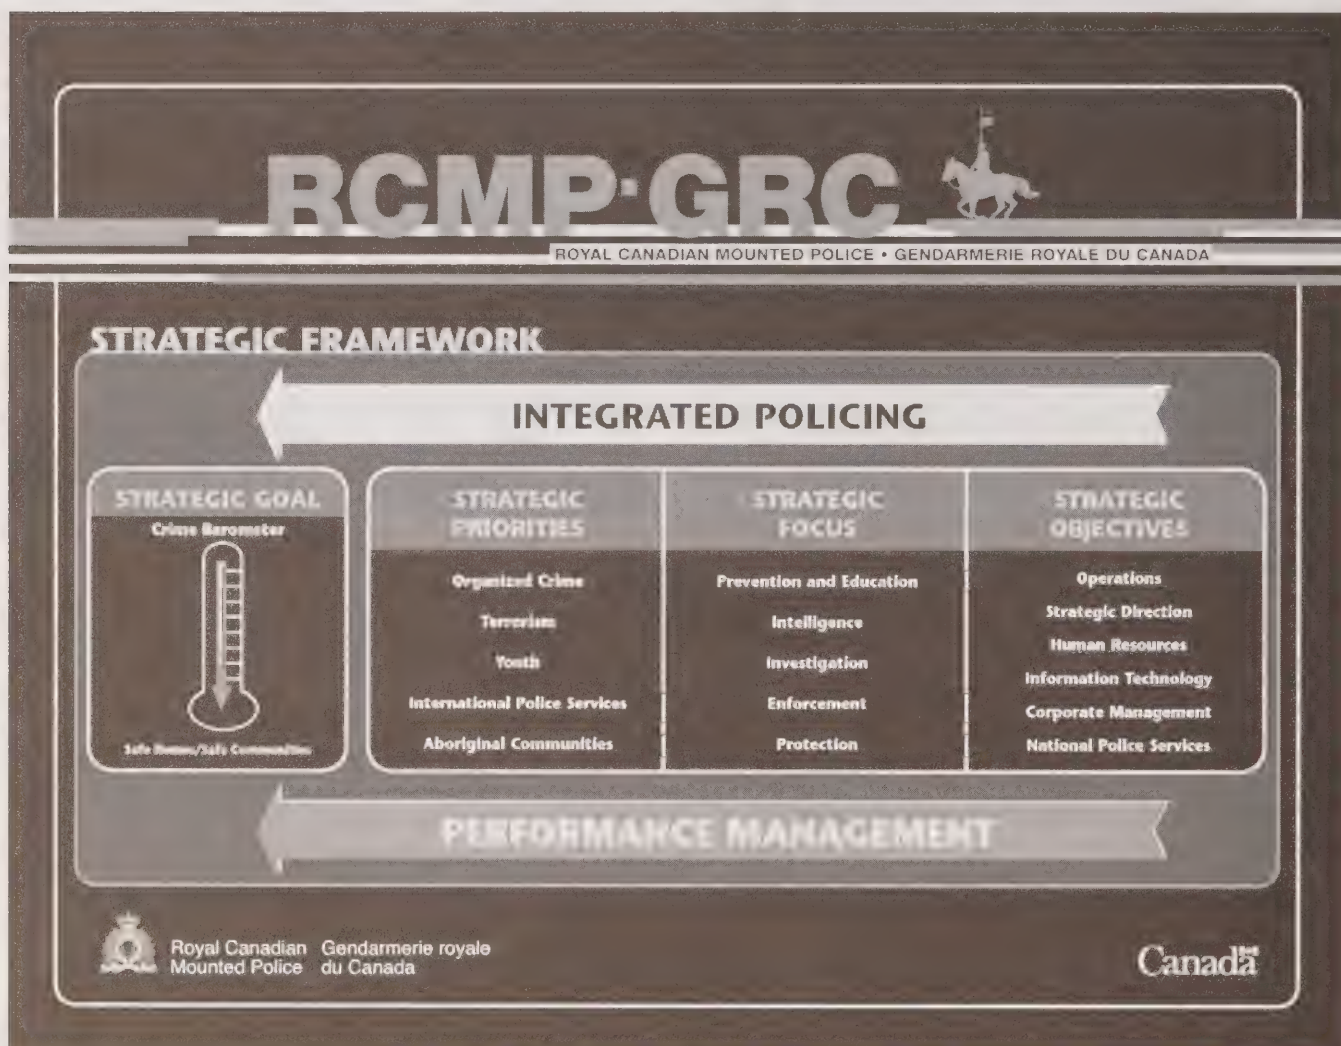 RCMP·GRC
ROYAL CANADIAN MOUNTED POLICE • GENDARMERIE ROYALE DU CANADA
STRATEGIC FRAMEWORK
INTEGRATED POLICING
STRATEGIC GOAL
Crime Barometer
Safe Homes/Safe Communities
STRATEGIC
PRIORITIES
Organized Crime
Terrorism
Youth
International Police Services
Aboriginal Communities
STRATEGIC
FOCUS
Prevention and Education
Intelligence
Investigation
Enforcement
Protection
STRATEGIC
OBJECTIVES
Operations
Strategic Direction
Human Resources
Information Technology
Corporate Management
National Police Services
PERFORMANCE MANAGEMENT
Royal Canadian Gendarmerie royale
Mounted Police du Canada
Canada